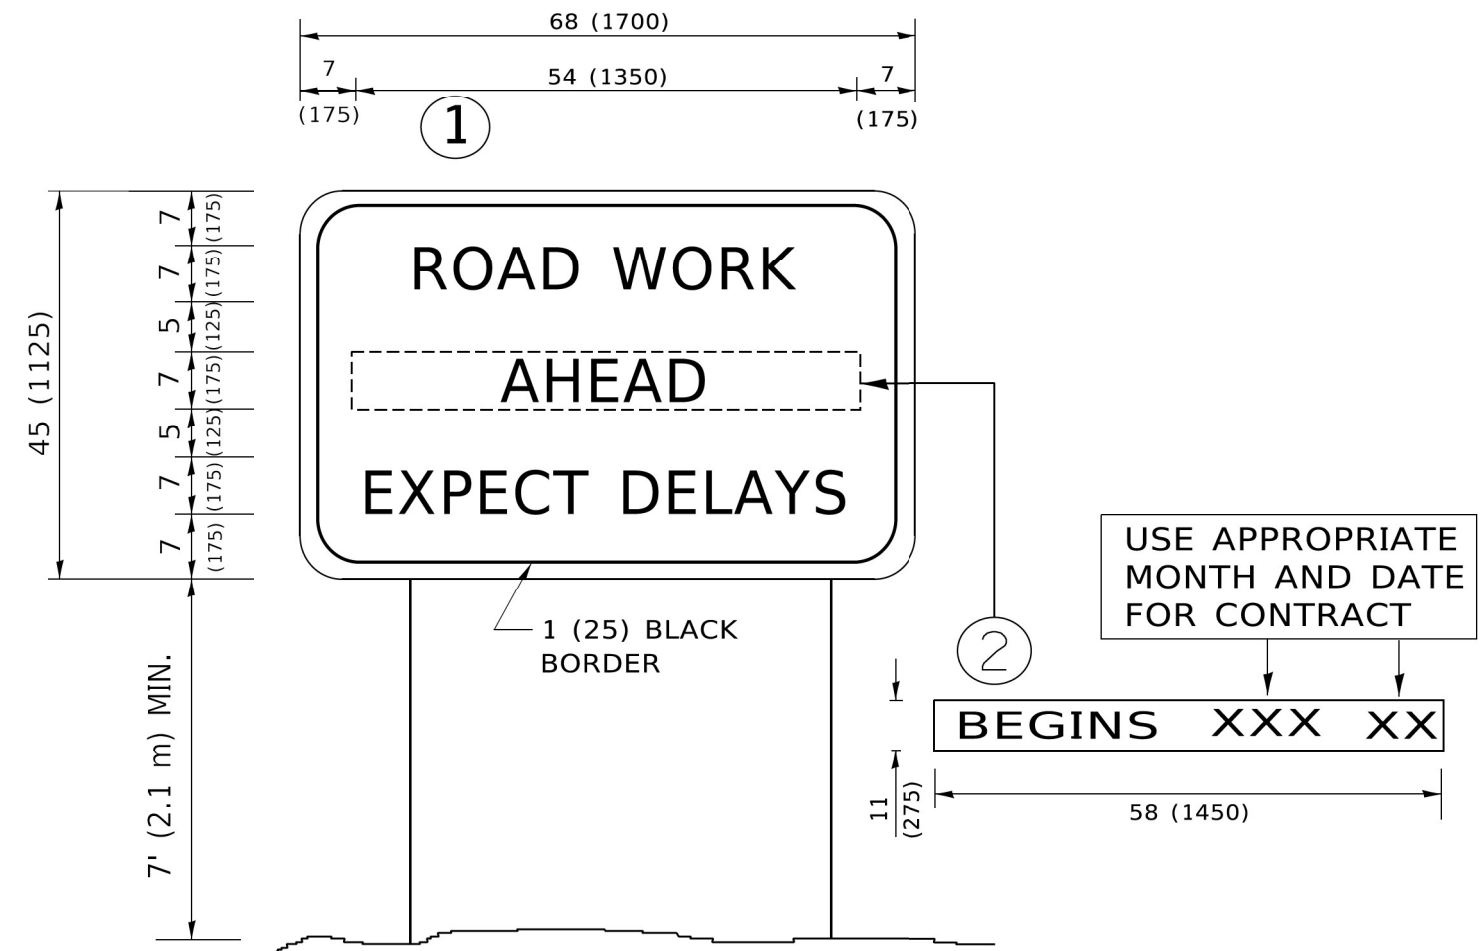 68 (1700)
7
54 (1350)
7
(175)
(175)
1
7
(175)
7
(175)
5
(125)
7
(175)
5
(125)
7
(175)
7
(175)
45 (1125)
ROAD WORK
AHEAD
EXPECT DELAYS
1 (25) BLACK
BORDER
7' (2.1 m) MIN.
2
USE APPROPRIATE
MONTH AND DATE
FOR CONTRACT
BEGINS XXX XX
11
(275)
58 (1450)